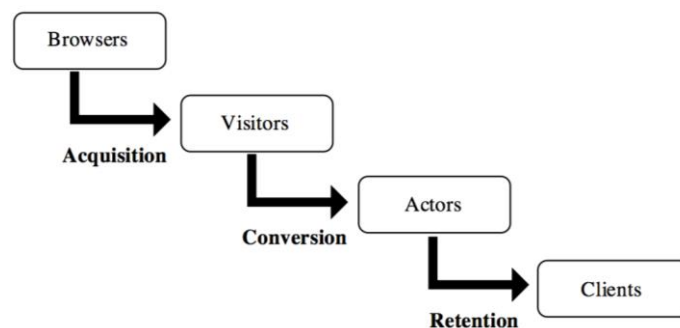 Browsers
Acquisition
Visitors
Conversion
Actors
Retention
Clients